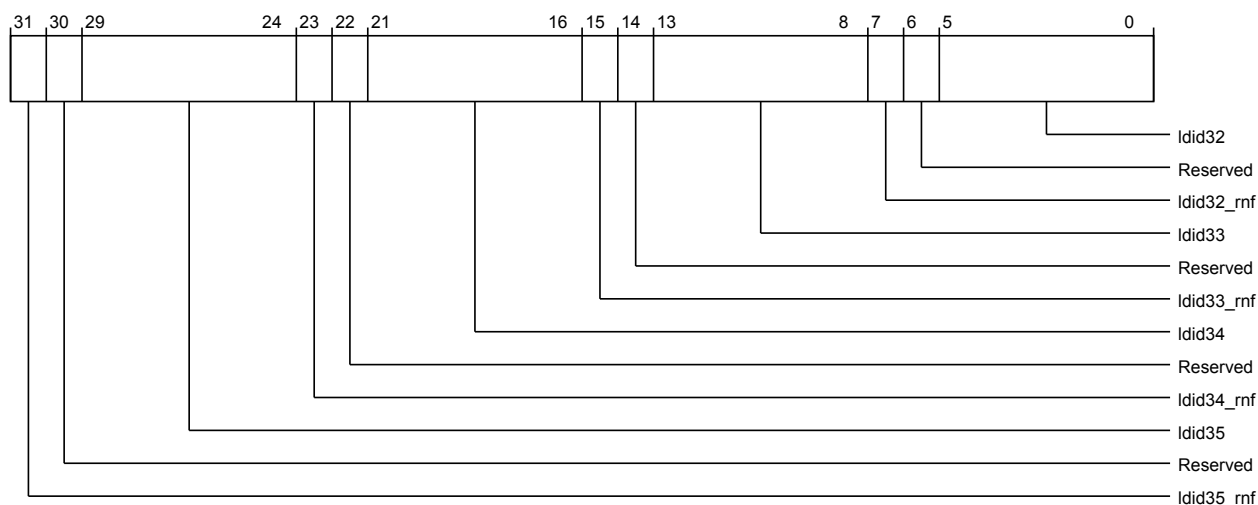 31 30 29 24 23 22 21 16 15 14 13 8 7 6 5 0
ldid32
Reserved
ldid32_rnf
ldid33
Reserved
ldid33_rnf
ldid34
Reserved
ldid34_rnf
ldid35
Reserved
ldid35_rnf